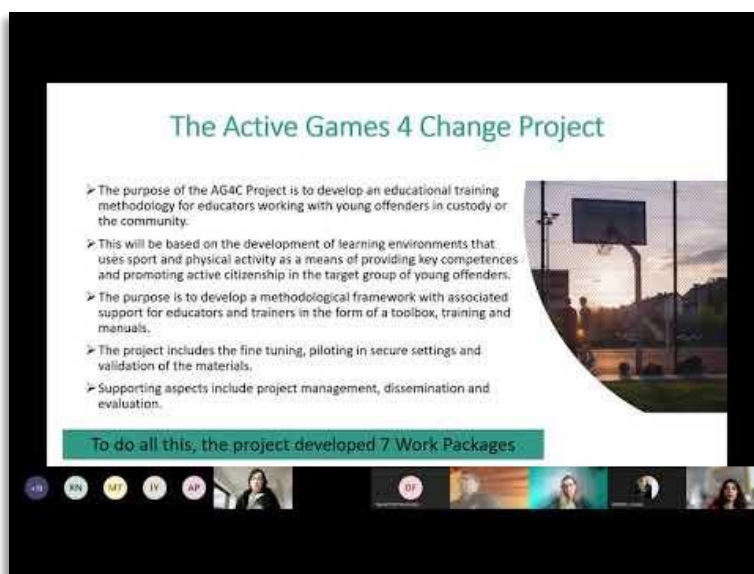 The Active Games 4 Change Project
➢ The purpose of the AG4C Project is to develop an educational training
methodology for educators working with young offenders in custody or
the community.
➢ This will be based on the development of learning environments that
uses sport and physical activity as a means of providing key competences
and promoting active citizenship in the target group of young offenders.
➢ The purpose is to develop a methodological framework with associated
support for educators and trainers in the form of a toolbox, training and
manuals.
➢ The project includes the fine tuning, piloting in secure settings and
validation of the materials.
➢ Supporting aspects include project management, dissemination and
evaluation.
To do all this, the project developed 7 Work Packages
RN MT IY AP DF